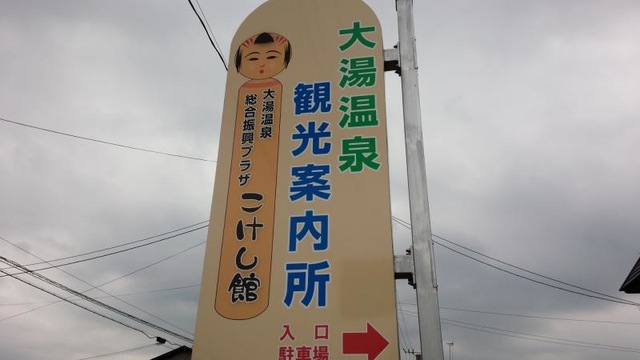 大湯温泉
観光案内所
大湯温泉
総合振興プラザ
こけし館
入口
駐車場